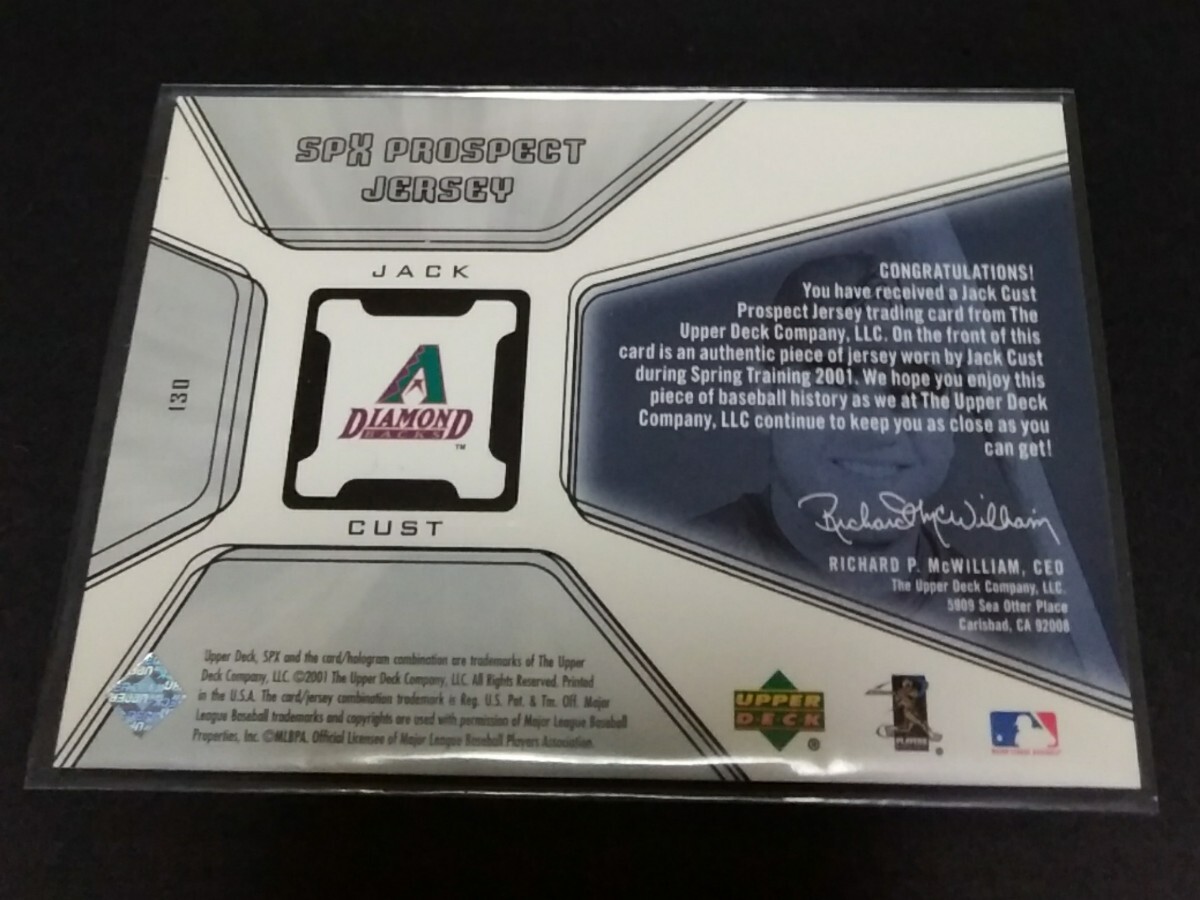 SPX PROSPECT
JERSEY
JACK
DIAMOND
BACKS
TM
CUST
130
CONGRATULATIONS!
You have received a Jack Cust
Prospect Jersey trading card from The
Upper Deck Company, LLC. On the front of this
card is an authentic piece of jersey worn by Jack Cust
during Spring Training 2001. We hope you enjoy this
piece of baseball history as we at The Upper Deck
Company, LLC continue to keep you as close as you
can get!
Richard McWilliam
RICHARD P. McWILLIAM, CEO
The Upper Deck Company, LLC.
5909 Sea Otter Place
Carlsbad, CA 92008
Upper Deck, SPX and the card/hologram combination are trademarks of The Upper
Deck Company, LLC. ©2001 The Upper Deck Company, LLC. All Rights Reserved. Printed
in the U.S.A. The card/jersey combination trademark is Reg. U.S. Pat. & Tm. Off. Major
League Baseball trademarks and copyrights are used with permission of Major League Baseball
Properties, Inc. ©MLBPA. Official Licensee of Major League Baseball Players Association.
UPPER
DECK
®
PLAYERS
®